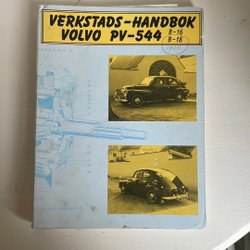 VERKSTADS-HANDBOK
VOLVO PV-544
B-16
B-18